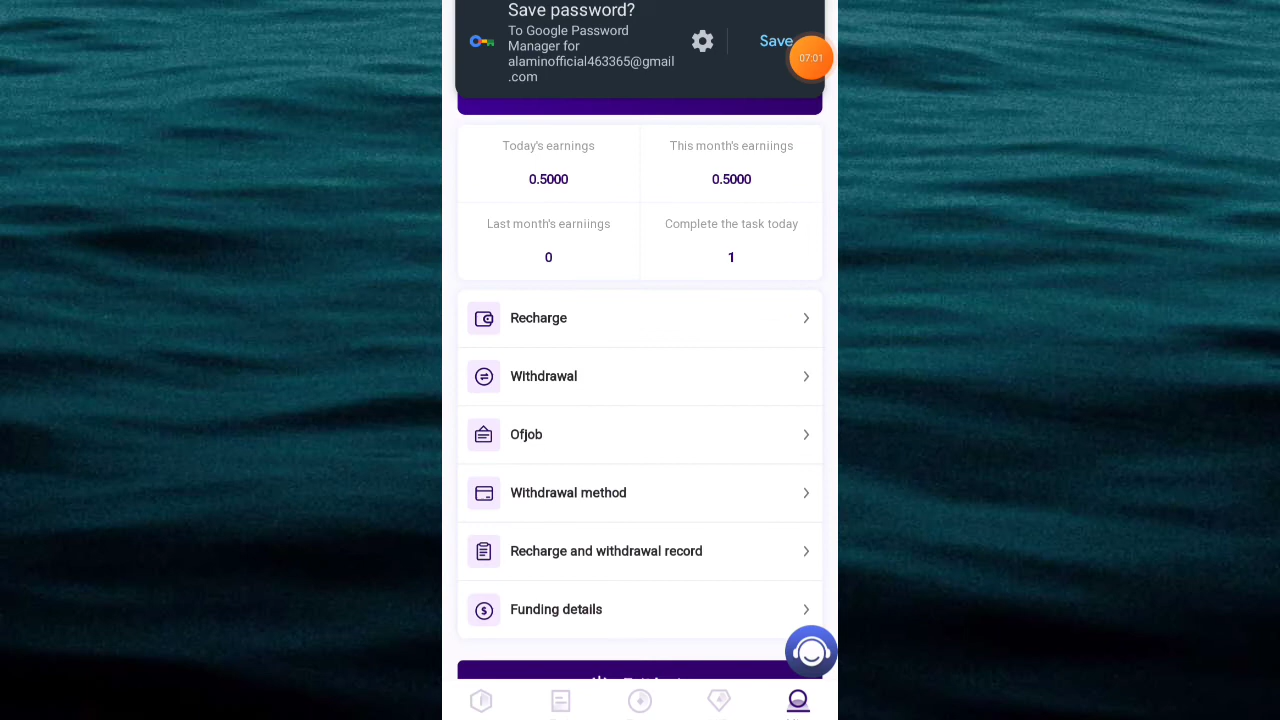 Save password?
To Google Password
Manager for
alaminofficial463365@gmail
.com
Save
07:01
Today's earnings
This month's earniings
0.5000
0.5000
Last month's earniings
Complete the task today
0
1
Recharge
Withdrawal
Ofjob
Withdrawal method
Recharge and withdrawal record
Funding details